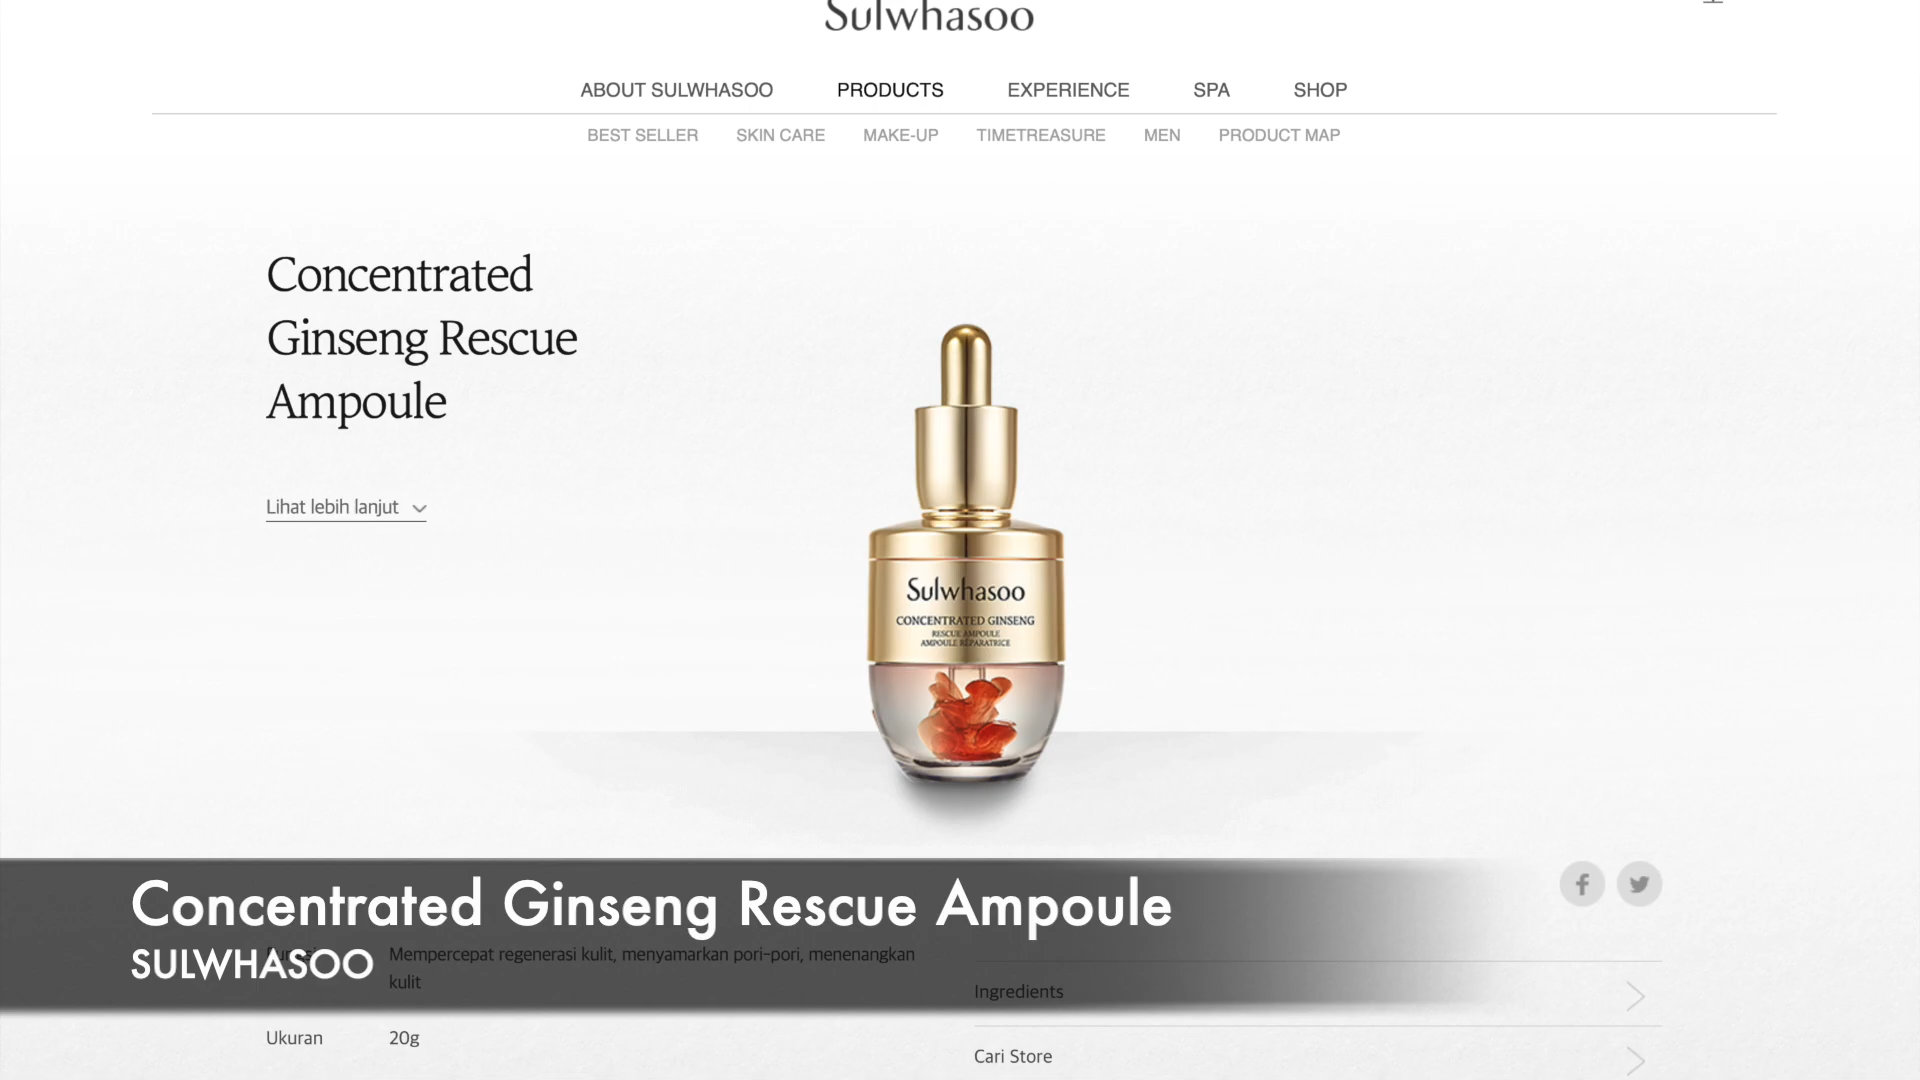 Sulwhasoo
ABOUT SULWHASOO PRODUCTS EXPERIENCE SPA SHOP
BEST SELLER SKIN CARE MAKE-UP TIMETREASURE MEN PRODUCT MAP
Concentrated
Ginseng Rescue
Ampoule
Lihat lebih lanjut
Sulwhasoo
CONCENTRATED GINSENG
RESCUE AMPOULE
AMPOULE RÉPARATRICE
Concentrated Ginseng Rescue Ampoule
SULWHASOO
Mempercepat regenerasi kulit, menyamarkan pori-pori, menenangkan
kulit
Ukuran 20g
Ingredients
Cari Store